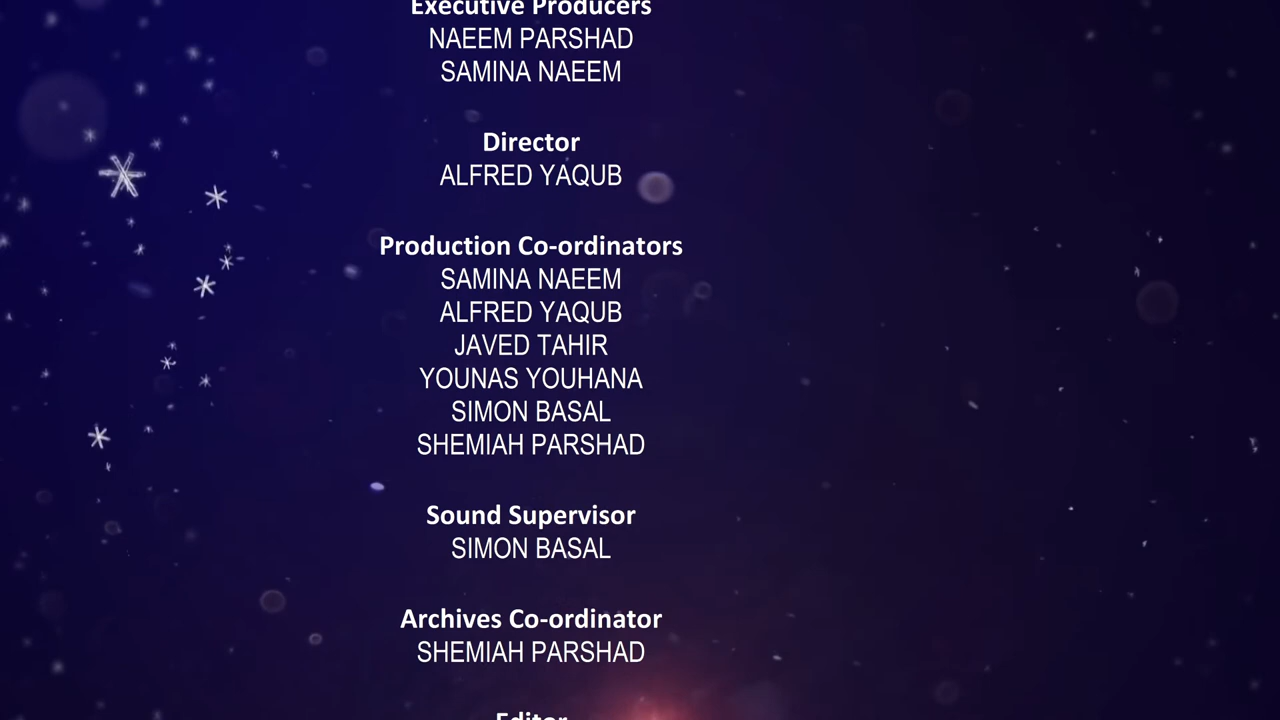 Executive Producers
NAEEM PARSHAD
SAMINA NAEEM
Director
ALFRED YAQUB
Production Co-ordinators
SAMINA NAEEM
ALFRED YAQUB
JAVED TAHIR
YOUNAS YOUHANA
SIMON BASAL
SHEMIAH PARSHAD
Sound Supervisor
SIMON BASAL
Archives Co-ordinator
SHEMIAH PARSHAD
Editor